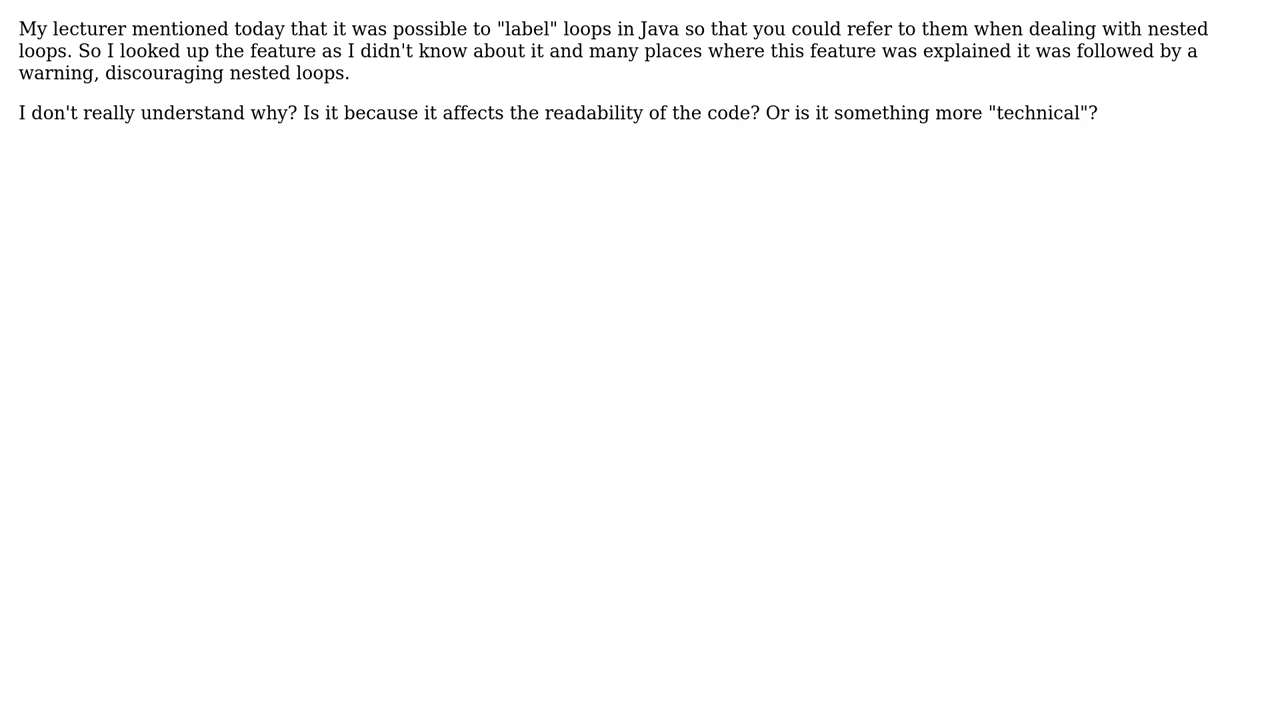 My lecturer mentioned today that it was possible to "label" loops in Java so that you could refer to them when dealing with nested
loops. So I looked up the feature as I didn't know about it and many places where this feature was explained it was followed by a
warning, discouraging nested loops.
I don't really understand why? Is it because it affects the readability of the code? Or is it something more "technical"?